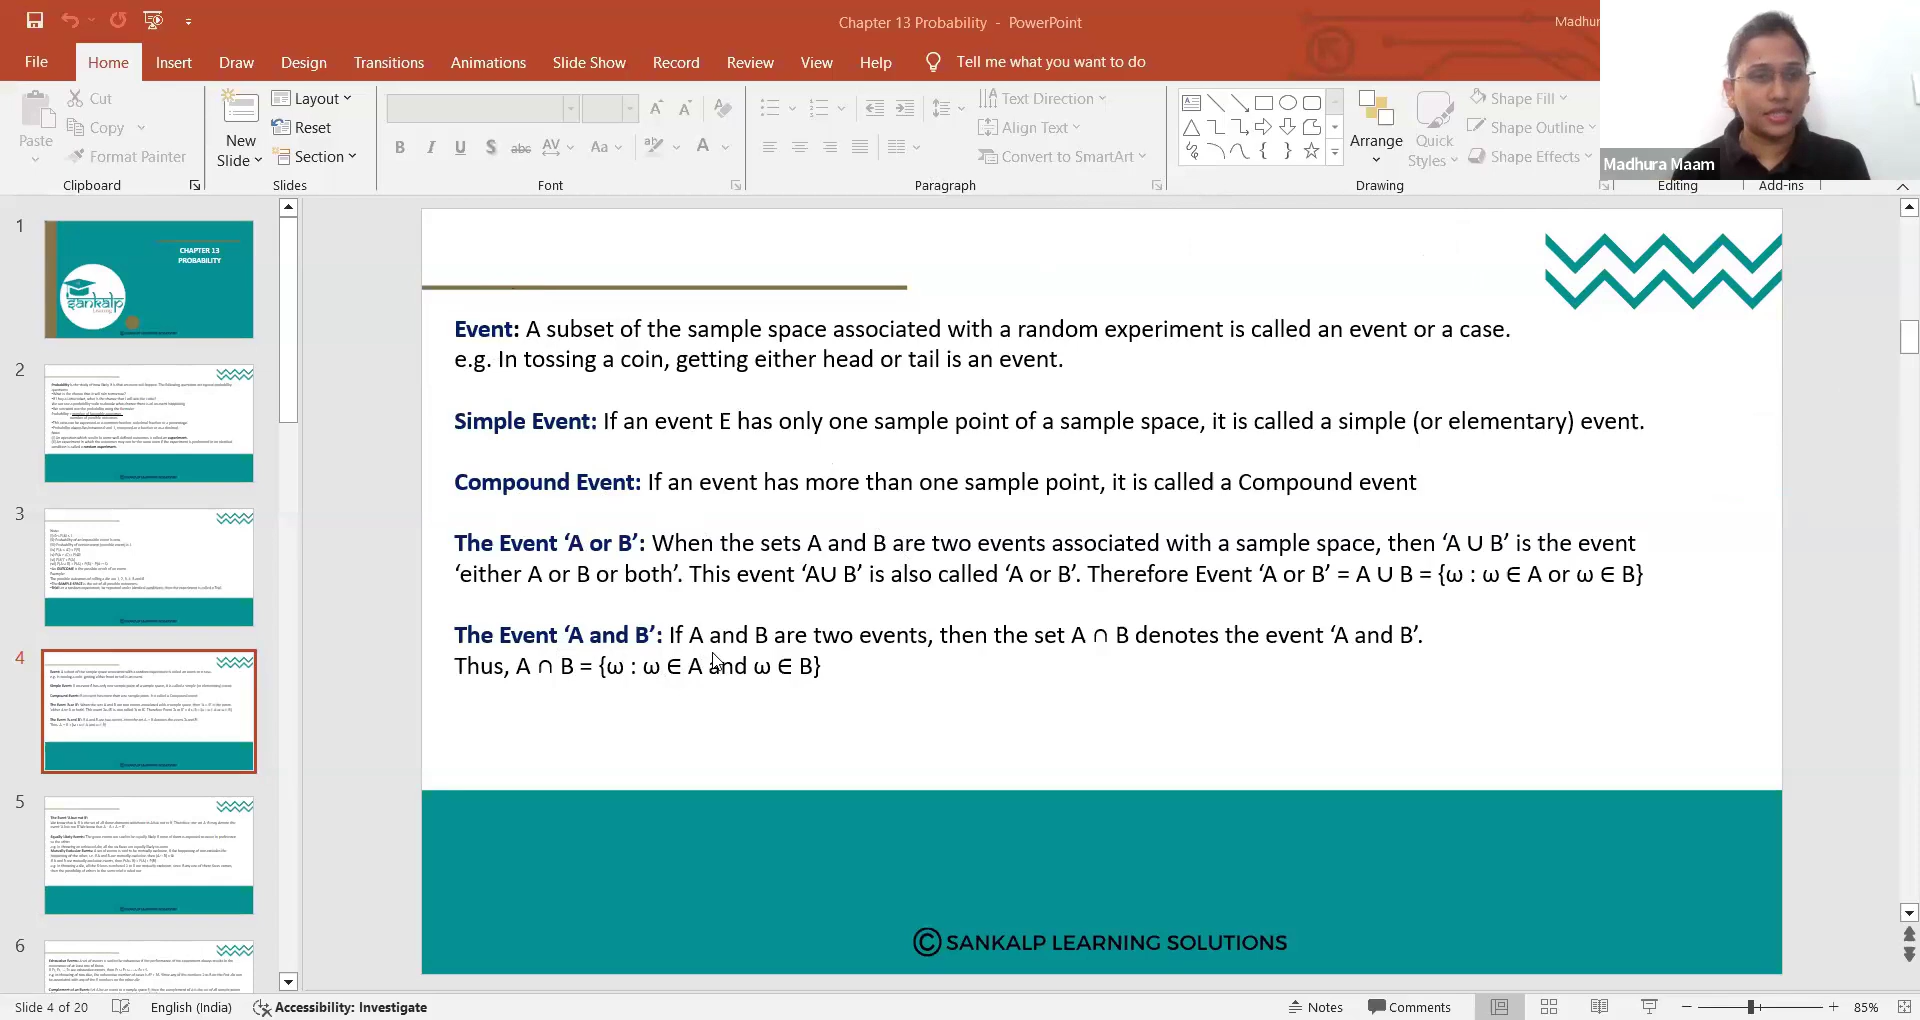 Chapter 13 Probability - PowerPoint
Madhur
File Home Insert Draw Design Transitions Animations Slide Show Record Review View Help Tell me what you want to do
Paste
Cut
Copy
Format Painter
Clipboard
New Slide
Layout
Reset
Section
Slides
Font
Text Direction
Align Text
Convert to SmartArt
Paragraph
Arrange
Quick Styles
Shape Fill
Shape Outline
Shape Effects
Drawing
Editing
Add-ins
Madhura Maam
1
CHAPTER 13
PROBABILITY
sankalp
Learning
2
3
4
5
6
Event: A subset of the sample space associated with a random experiment is called an event or a case.
e.g. In tossing a coin, getting either head or tail is an event.
Simple Event: If an event E has only one sample point of a sample space, it is called a simple (or elementary) event.
Compound Event: If an event has more than one sample point, it is called a Compound event
The Event ‘A or B’: When the sets A and B are two events associated with a sample space, then ‘A ∪ B’ is the event
‘either A or B or both’. This event ‘A∪ B’ is also called ‘A or B’. Therefore Event ‘A or B’ = A ∪ B = {ω : ω ∈ A or ω ∈ B}
The Event ‘A and B’: If A and B are two events, then the set A ∩ B denotes the event ‘A and B’.
Thus, A ∩ B = {ω : ω ∈ A and ω ∈ B}
© SANKALP LEARNING SOLUTIONS
Slide 4 of 20 English (India) Accessibility: Investigate Notes Comments 85%